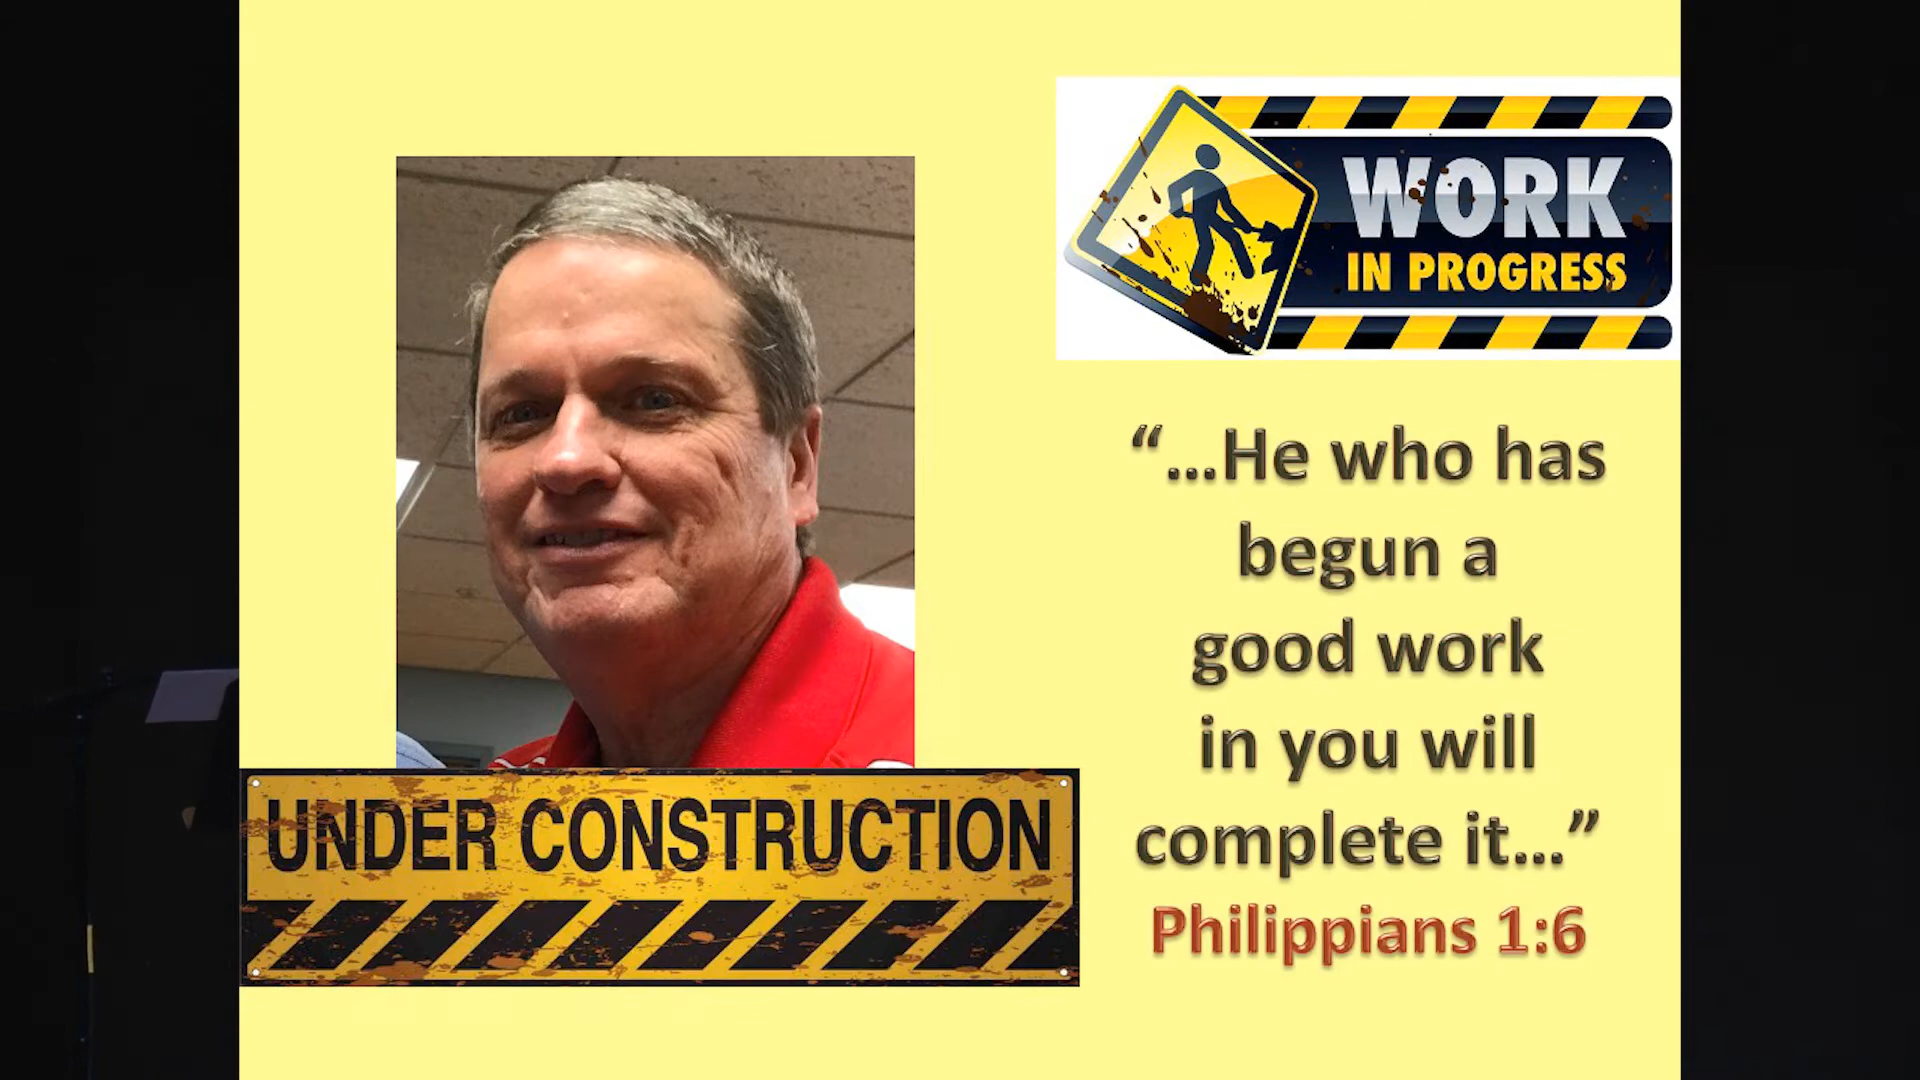 WORK
IN PROGRESS
“...He who has
begun a
good work
in you will
complete it...”
Philippians 1:6
UNDER CONSTRUCTION